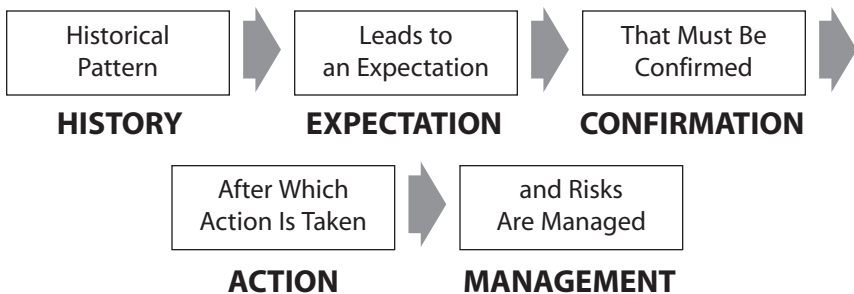 Historical
Pattern
Leads to
an Expectation
That Must Be
Confirmed
HISTORY
EXPECTATION
CONFIRMATION
After Which
Action Is Taken
and Risks
Are Managed
ACTION
MANAGEMENT